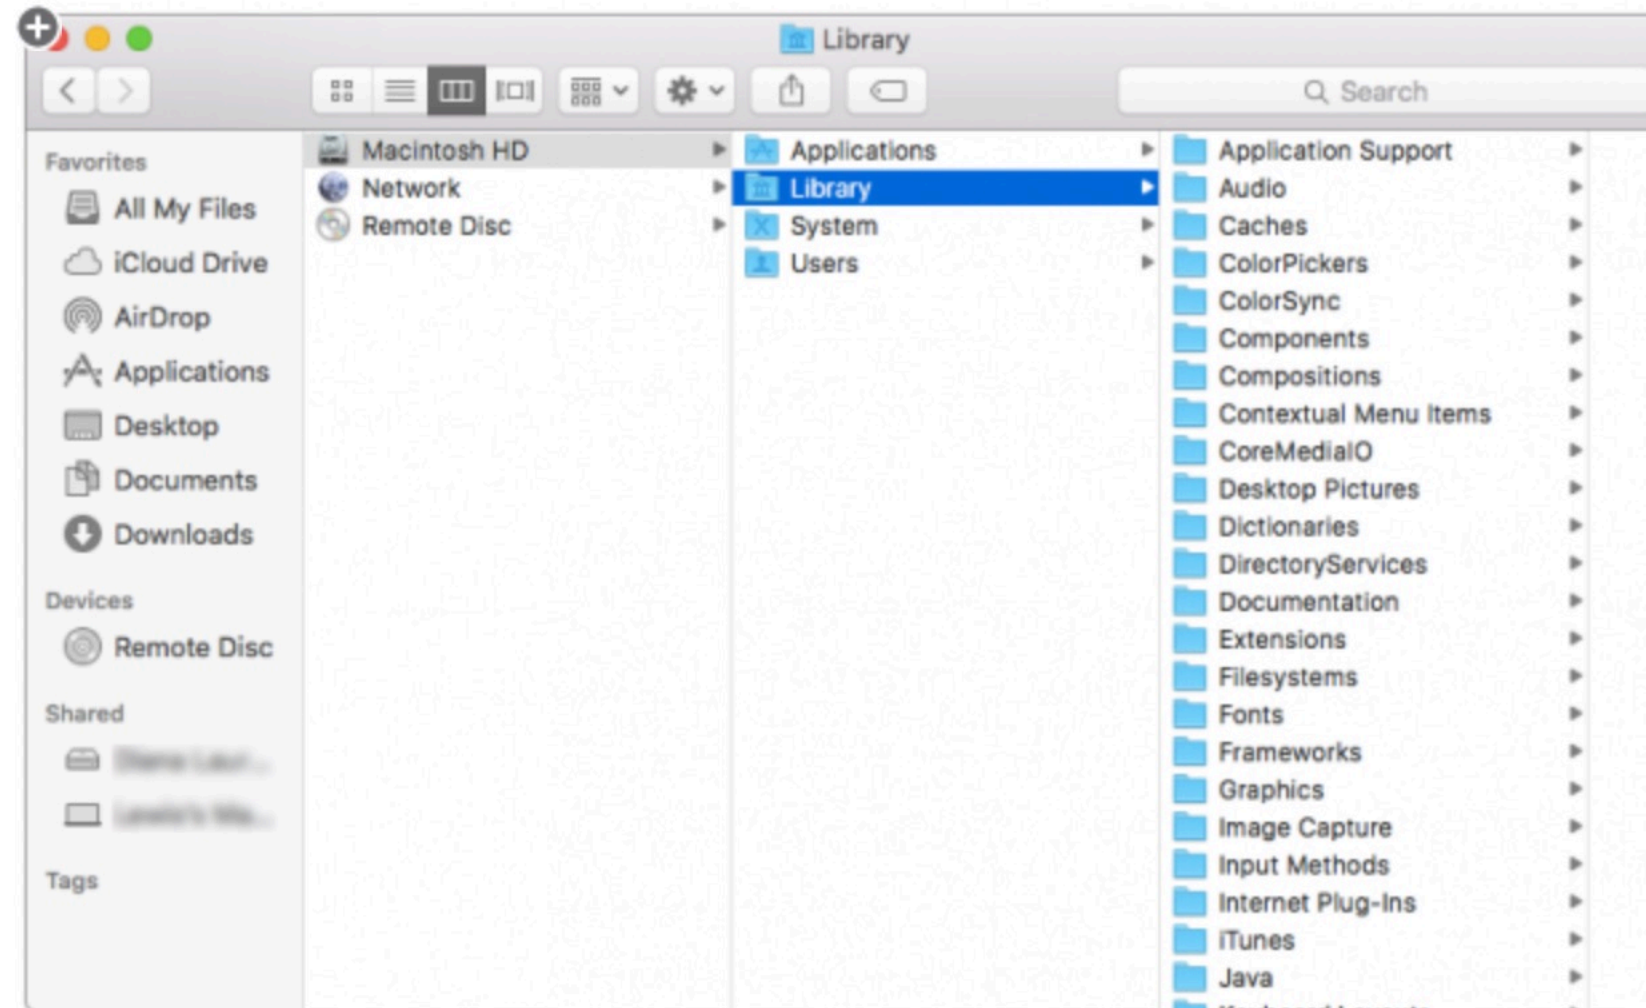 Library
Search
Favorites
All My Files
iCloud Drive
AirDrop
Applications
Desktop
Documents
Downloads
Devices
Remote Disc
Shared
Tags
Macintosh HD
Network
Remote Disc
Applications
Library
System
Users
Application Support
Audio
Caches
ColorPickers
ColorSync
Components
Compositions
Contextual Menu Items
CoreMediaIO
Desktop Pictures
Dictionaries
DirectoryServices
Documentation
Extensions
Filesystems
Fonts
Frameworks
Graphics
Image Capture
Input Methods
Internet Plug-Ins
iTunes
Java